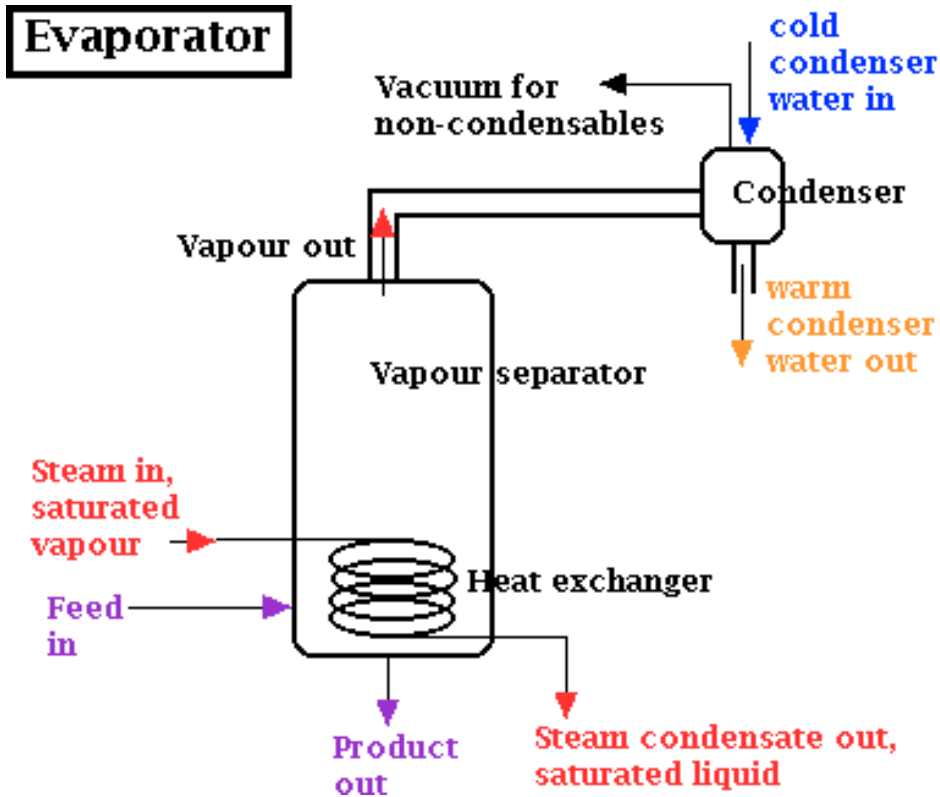 Evaporator
cold
condenser
water in
Vacuum for
non-condensables
Condenser
Vapour out
warm
condenser
water out
Vapour separator
Steam in,
saturated
vapour
Heat exchanger
Feed
in
Product
out
Steam condensate out,
saturated liquid